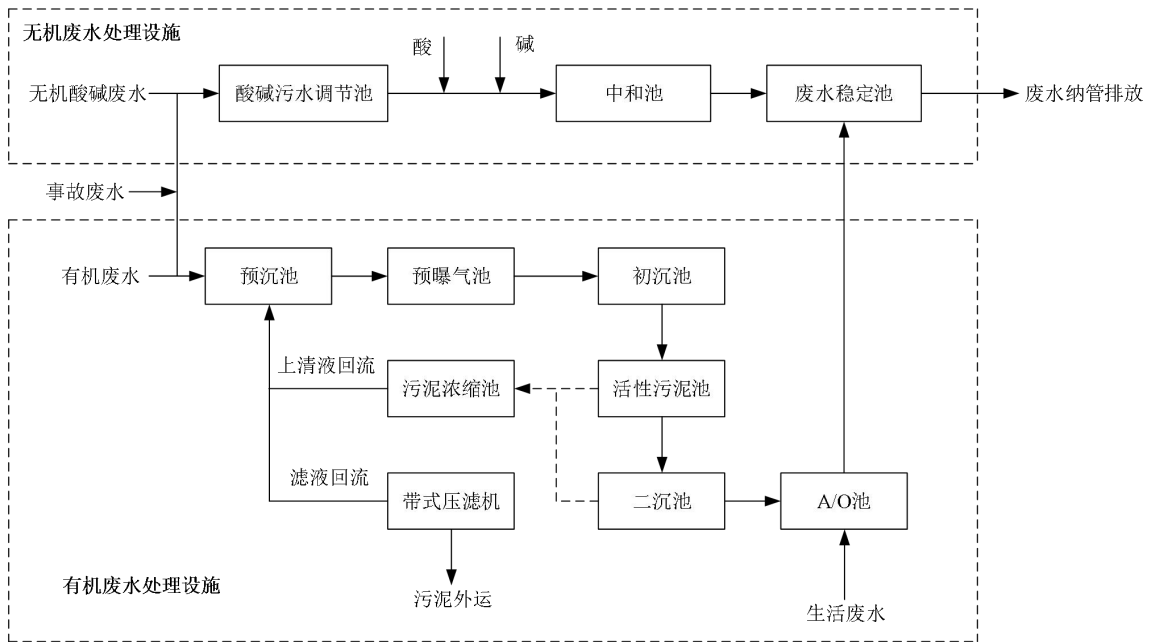 无机废水处理设施
酸
碱
无机酸碱废水
酸碱污水调节池
中和池
废水稳定池
废水纳管排放
事故废水
有机废水
预沉池
预曝气池
初沉池
上清液回流
污泥浓缩池
活性污泥池
滤液回流
带式压滤机
二沉池
A/O池
有机废水处理设施
污泥外运
生活废水